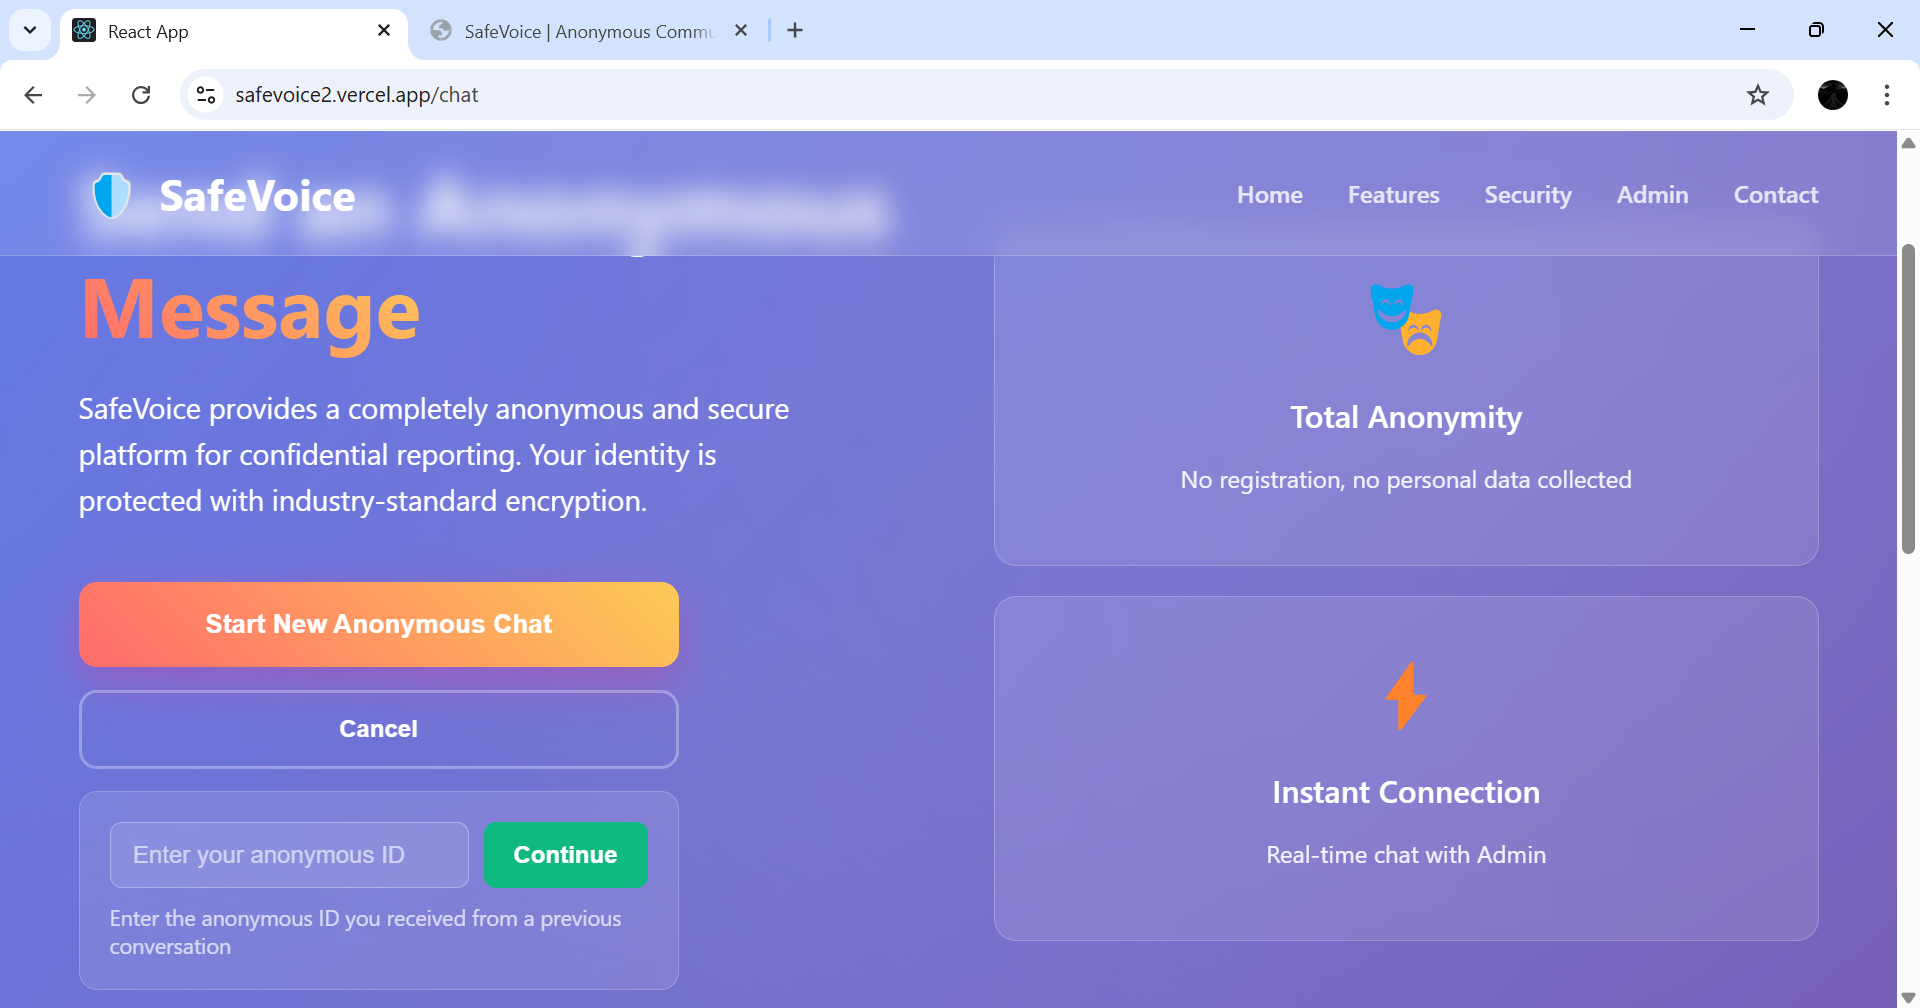 React App
SafeVoice | Anonymous Commu
safevoice2.vercel.app/chat
SafeVoice
Home
Features
Security
Admin
Contact
Send an Anonymous
Message
SafeVoice provides a completely anonymous and secure
platform for confidential reporting. Your identity is
protected with industry-standard encryption.
Start New Anonymous Chat
Cancel
Enter your anonymous ID
Continue
Enter the anonymous ID you received from a previous
conversation
Total Anonymity
No registration, no personal data collected
Instant Connection
Real-time chat with Admin